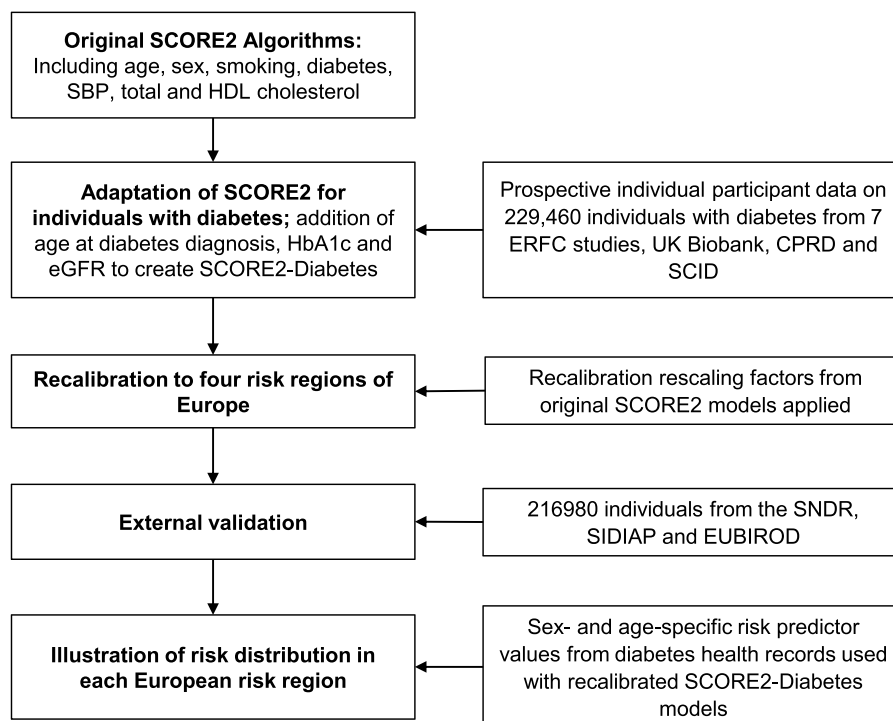 Original SCORE2 Algorithms:
Including age, sex, smoking, diabetes,
SBP, total and HDL cholesterol
Adaptation of SCORE2 for
individuals with diabetes; addition of
age at diabetes diagnosis, HbA1c and
eGFR to create SCORE2-Diabetes
Prospective individual participant data on
229,460 individuals with diabetes from 7
ERFC studies, UK Biobank, CPRD and
SCID
Recalibration to four risk regions of
Europe
Recalibration rescaling factors from
original SCORE2 models applied
External validation
216980 individuals from the SNDR,
SIDIAP and EUBIROD
Illustration of risk distribution in
each European risk region
Sex- and age-specific risk predictor
values from diabetes health records used
with recalibrated SCORE2-Diabetes
models